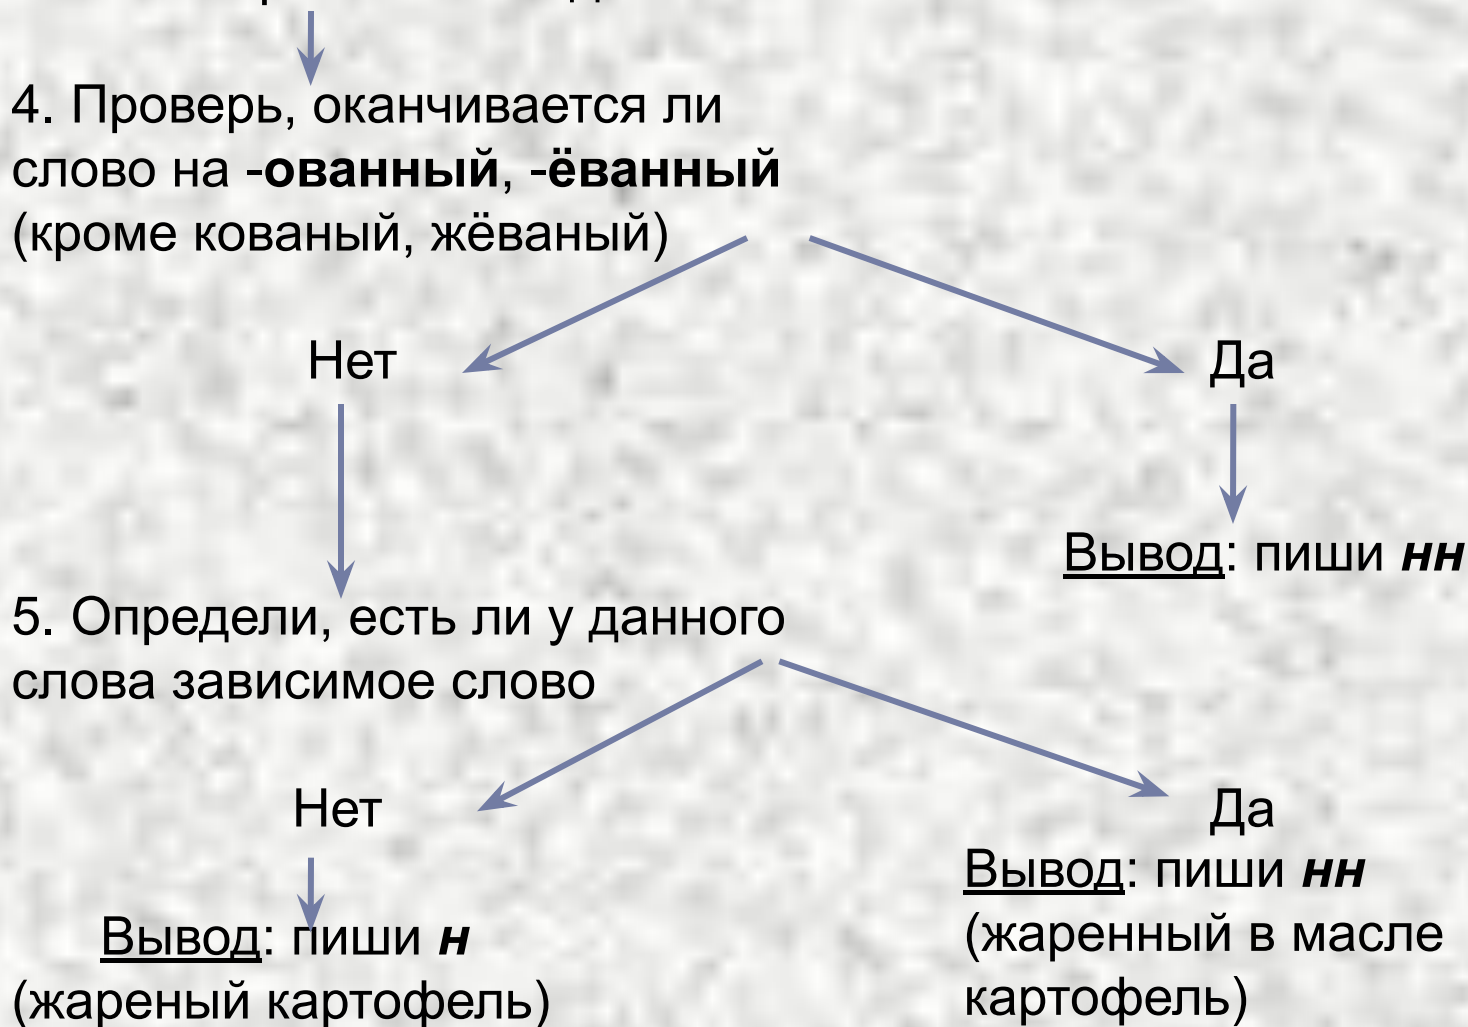 4. Проверь, оканчивается ли
слово на -ованный, -ёванный
(кроме кованый, жёваный)
Нет
Да
Вывод: пиши нн
5. Определи, есть ли у данного
слова зависимое слово
Нет
Да
Вывод: пиши н
(жареный картофель)
Вывод: пиши нн
(жаренный в масле
картофель)